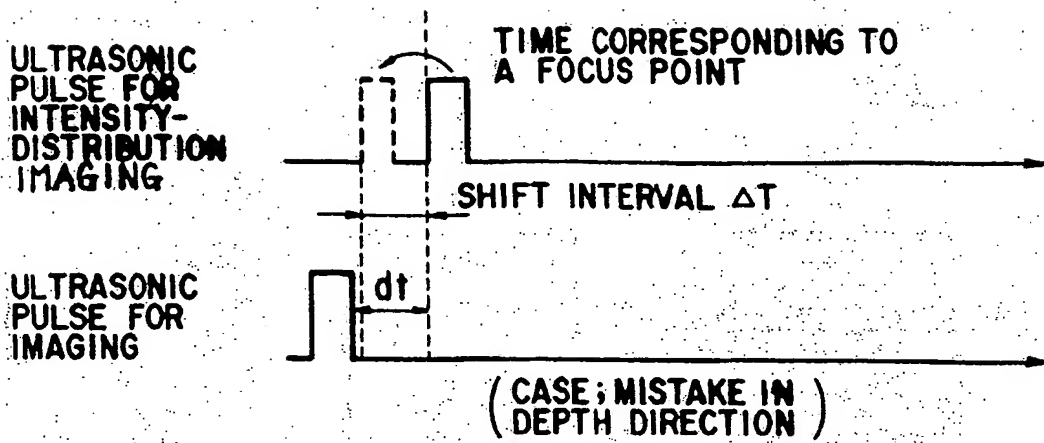 ULTRASONIC
PULSE FOR
INTENSITY-
DISTRIBUTION
IMAGING
TIME CORRESPONDING TO
A FOCUS POINT
SHIFT INTERVAL △T
ULTRASONIC
PULSE FOR
IMAGING
dt
(CASE; MISTAKE IN
DEPTH DIRECTION)